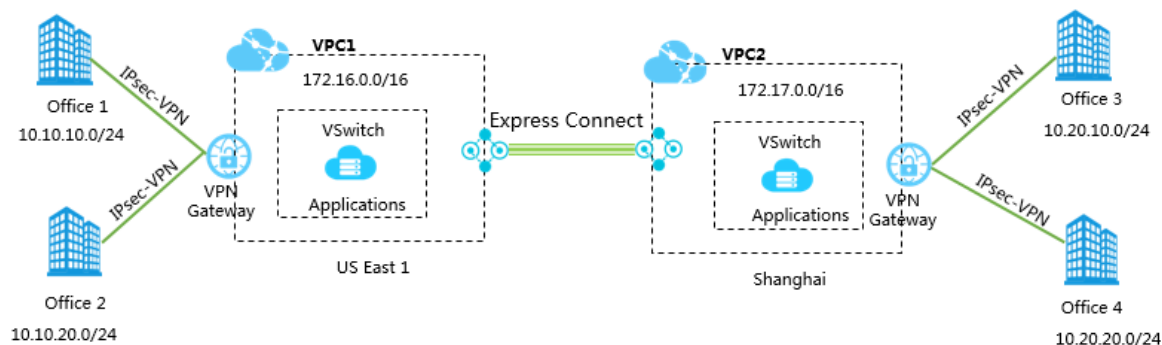 Office 1
10.10.10.0/24
IPsec-VPN
IPsec-VPN
Office 2
10.10.20.0/24
VPN
Gateway
VPC1
172.16.0.0/16
VSwitch
Applications
US East 1
Express Connect
VPC2
172.17.0.0/16
VSwitch
Applications
Shanghai
VPN
Gateway
IPsec-VPN
IPsec-VPN
Office 3
10.20.10.0/24
Office 4
10.20.20.0/24